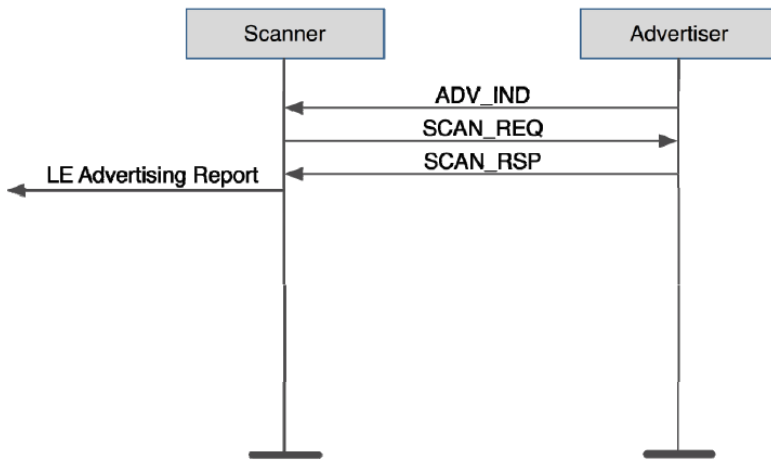 Scanner
Advertiser
ADV_IND
SCAN_REQ
SCAN_RSP
LE Advertising Report